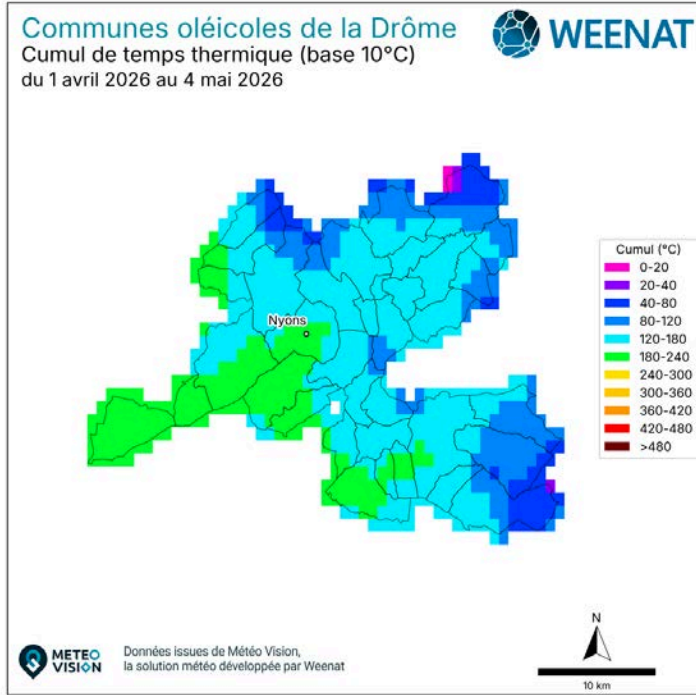 Communes oléicoles de la Drôme
Cumul de temps thermique (base 10°C)
du 1 avril 2026 au 4 mai 2026
WEENAT
Nyons
Cumul (°C)
0-20
20-40
40-80
80-120
120-180
180-240
240-300
300-360
360-420
420-480
>480
METEO
VISION
Données issues de Météo Vision,
la solution météo développée par Weenat
N
10 km